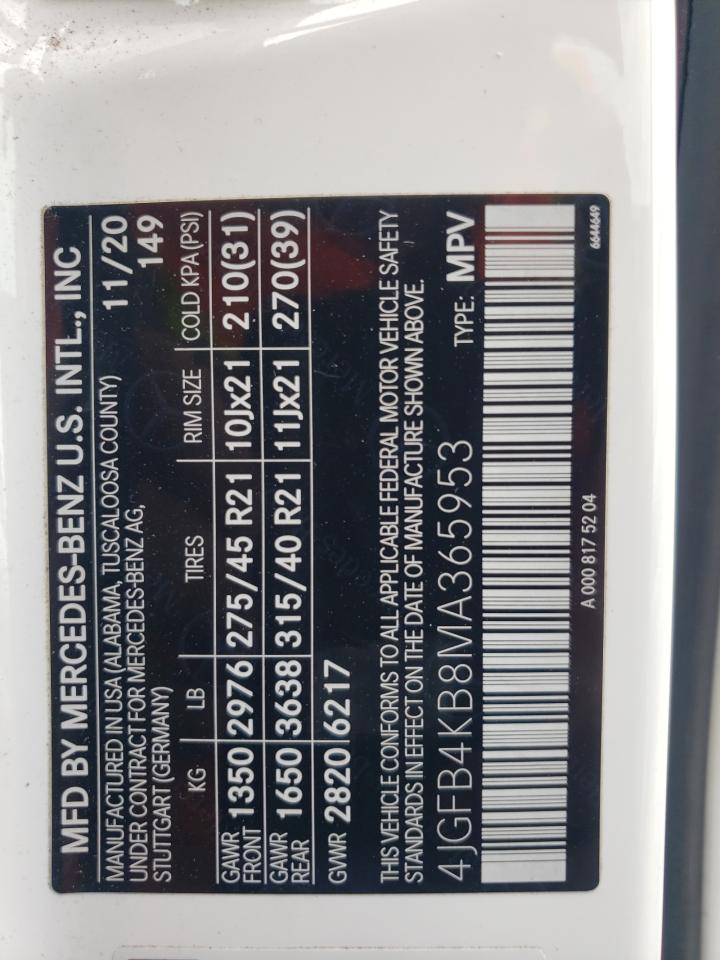 MFD BY MERCEDES-BENZ U.S. INTL., INC
MANUFACTURED IN USA (ALABAMA, TUSCALOOSA COUNTY) 11/20
UNDER CONTRACT FOR MERCEDES-BENZ AG, 149
STUTTGART (GERMANY)
KG LB TIRES RIM SIZE COLD KPA(PSI)
GAWR FRONT 1350 2976 275/45 R21 10Jx21 210(31)
GAWR REAR 1650 3638 315/40 R21 11Jx21 270(39)
GVWR 2820 6217
THIS VEHICLE CONFORMS TO ALL APPLICABLE FEDERAL MOTOR VEHICLE SAFETY
STANDARDS IN EFFECT ON THE DATE OF MANUFACTURE SHOWN ABOVE.
4JGFB4KB8MA365953 TYPE: MPV
A 000 817 52 04 6644649